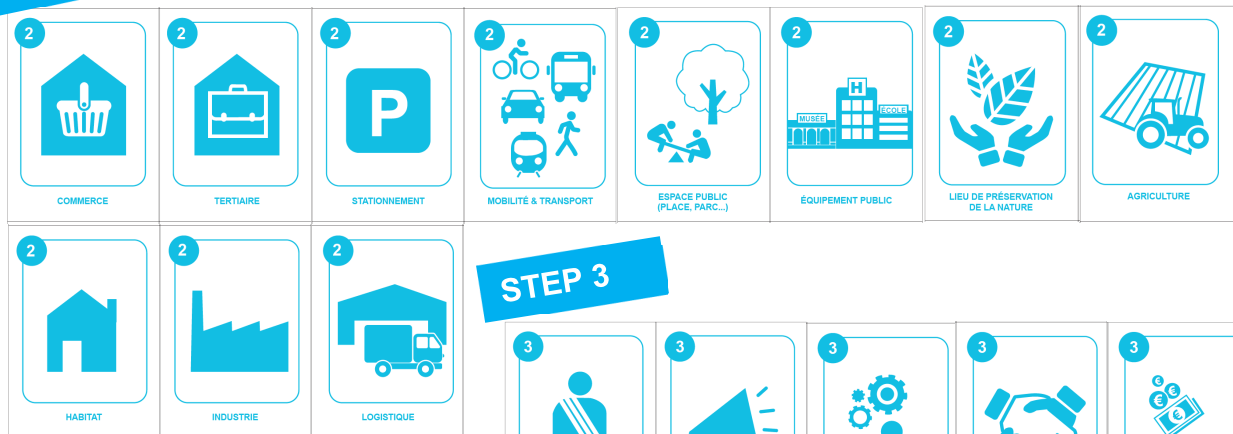 2
2
2
2
2
2
2
2
P
H
MUSÉE
ÉCOLE
COMMERCE
TERTIAIRE
STATIONNEMENT
MOBILITÉ & TRANSPORT
ESPACE PUBLIC
(PLACE, PARC...)
ÉQUIPEMENT PUBLIC
LIEU DE PRÉSERVATION
DE LA NATURE
AGRICULTURE
2
2
2
HABITAT
INDUSTRIE
LOGISTIQUE
STEP 3
3
3
3
3
3
€
€
€
€